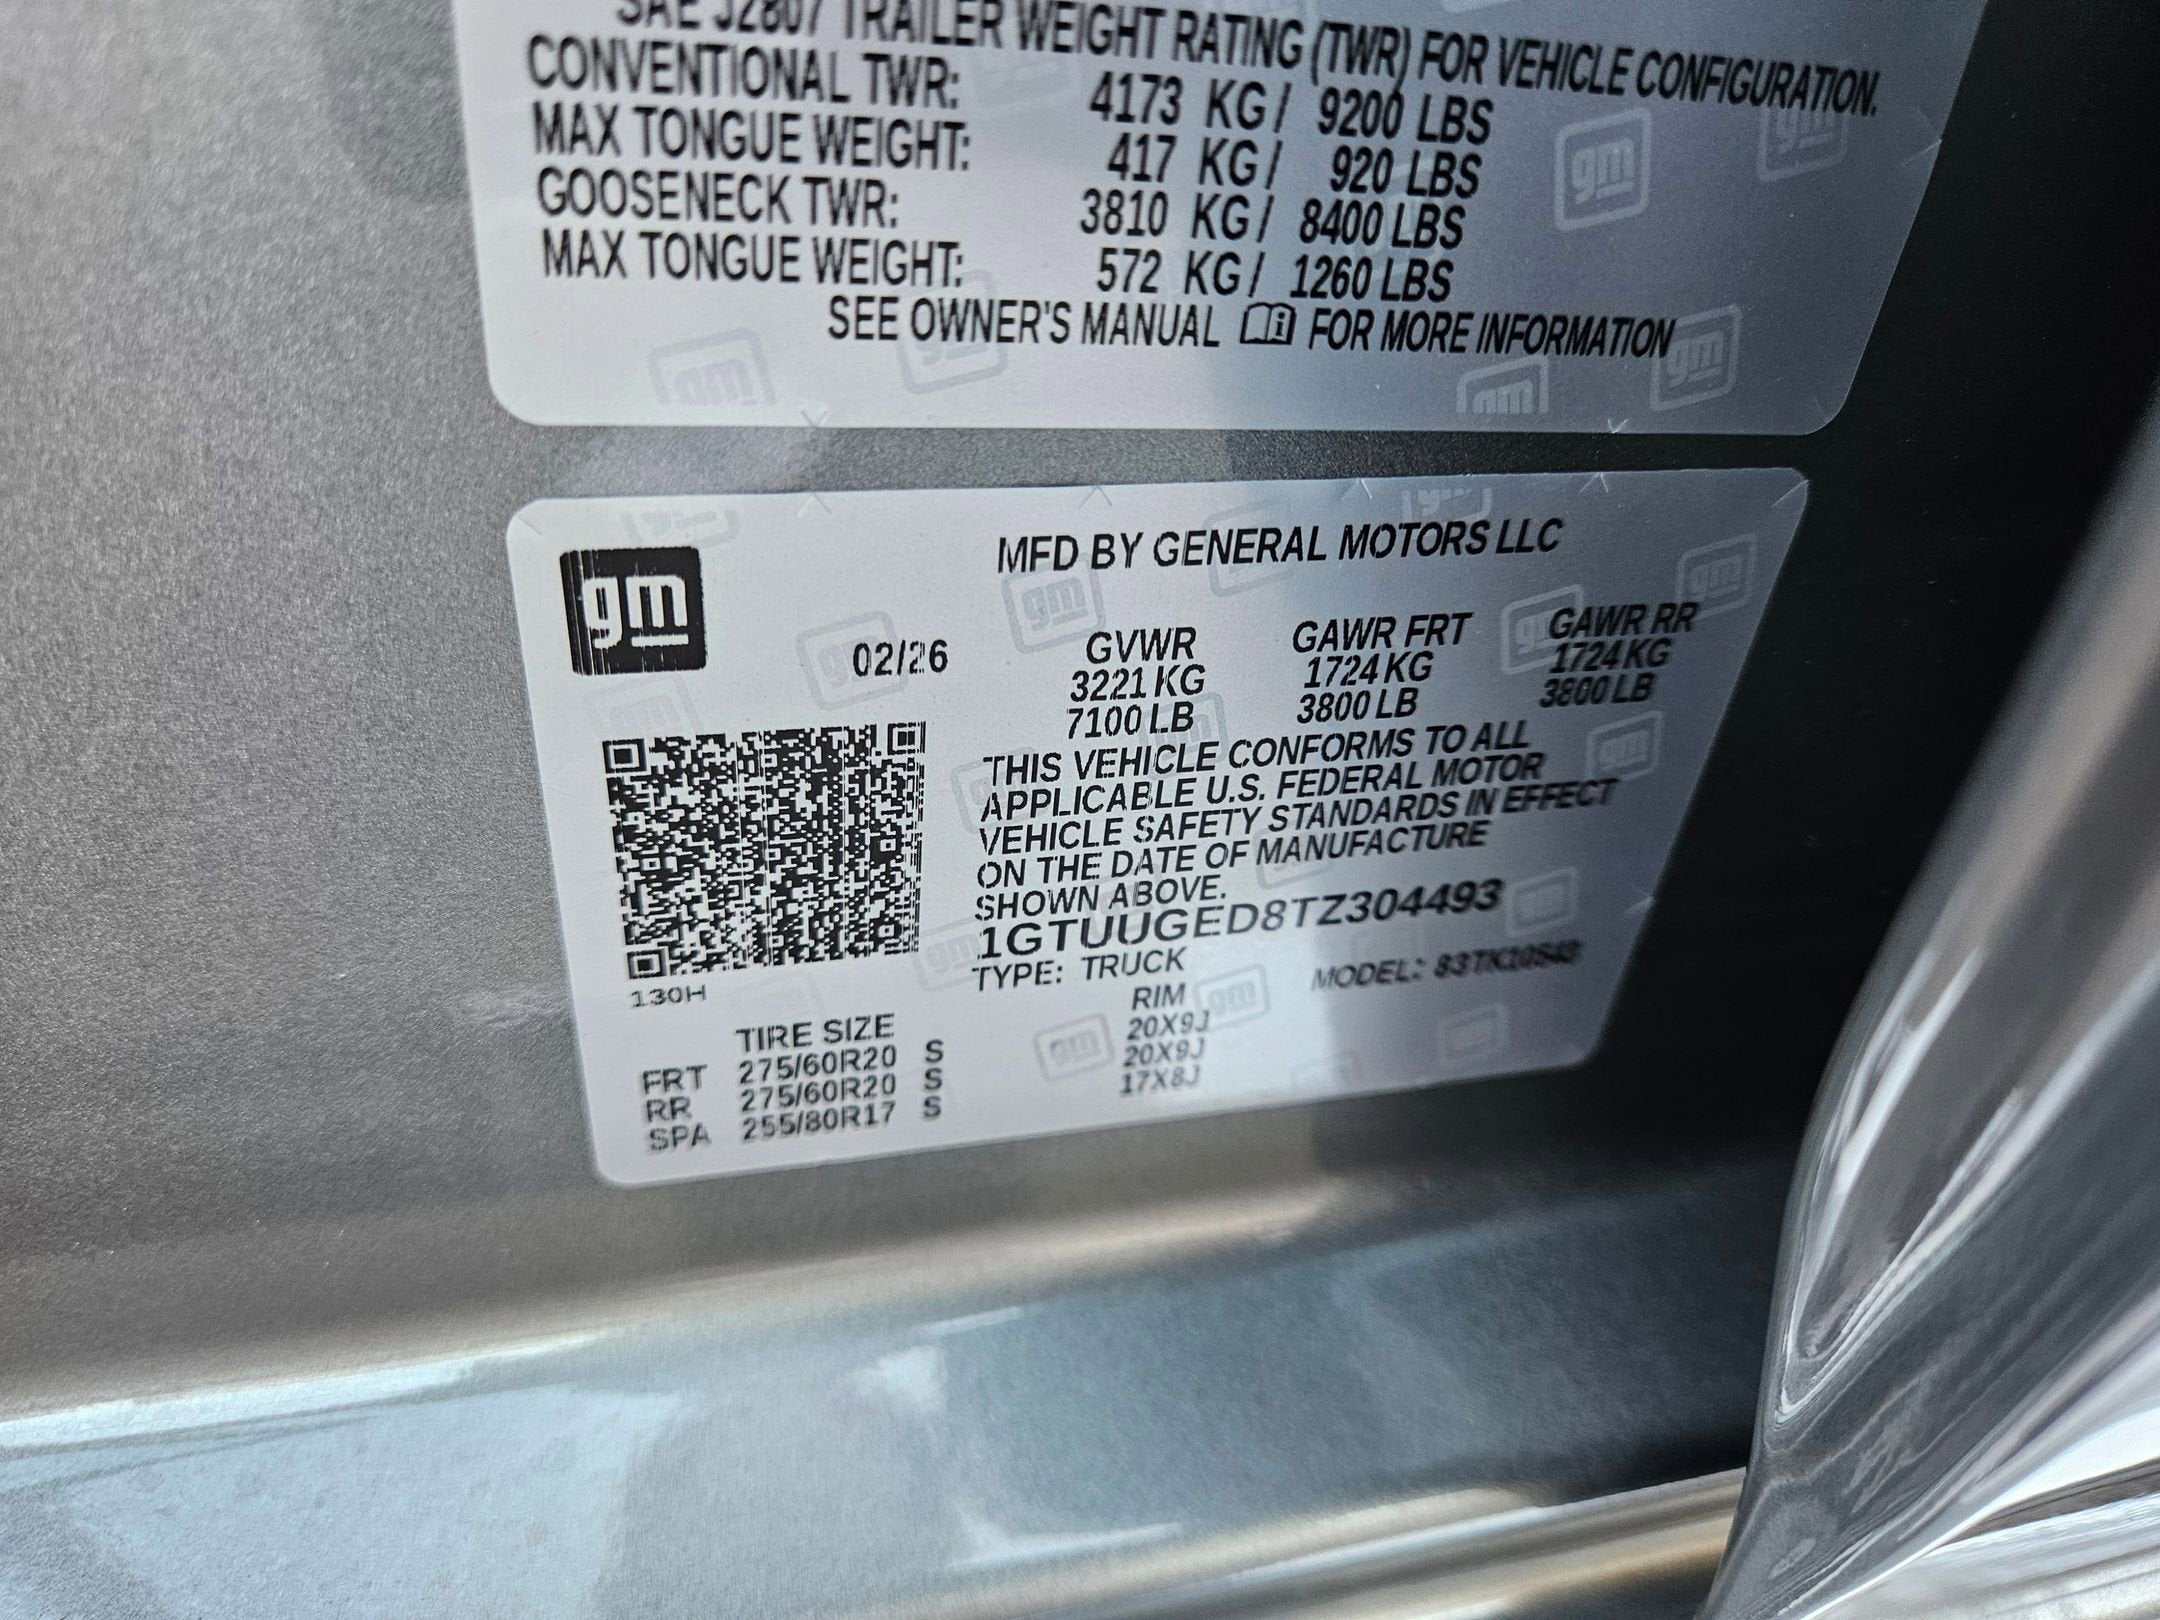 SAE J2807 TRAILER WEIGHT RATING (TWR) FOR VEHICLE CONFIGURATION.
CONVENTIONAL TWR: 4173 KG/ 9200 LBS
MAX TONGUE WEIGHT: 417 KG/ 920 LBS
GOOSENECK TWR: 3810 KG/ 8400 LBS
MAX TONGUE WEIGHT: 572 KG/ 1260 LBS
SEE OWNER'S MANUAL FOR MORE INFORMATION
gm
MFD BY GENERAL MOTORS LLC
02/26
GVWR GAWR FRT GAWR RR
3221 KG 1724 KG 1724 KG
7100 LB 3800 LB 3800 LB
THIS VEHICLE CONFORMS TO ALL
APPLICABLE U.S. FEDERAL MOTOR
VEHICLE SAFETY STANDARDS IN EFFECT
ON THE DATE OF MANUFACTURE
SHOWN ABOVE.
1GTUUGED8TZ304493
TYPE: TRUCK MODEL:
130H
TIRE SIZE RIM
FRT 275/60R20 S 20X9J
RR 275/60R20 S 20X9J
SPA 255/80R17 S 17X8J